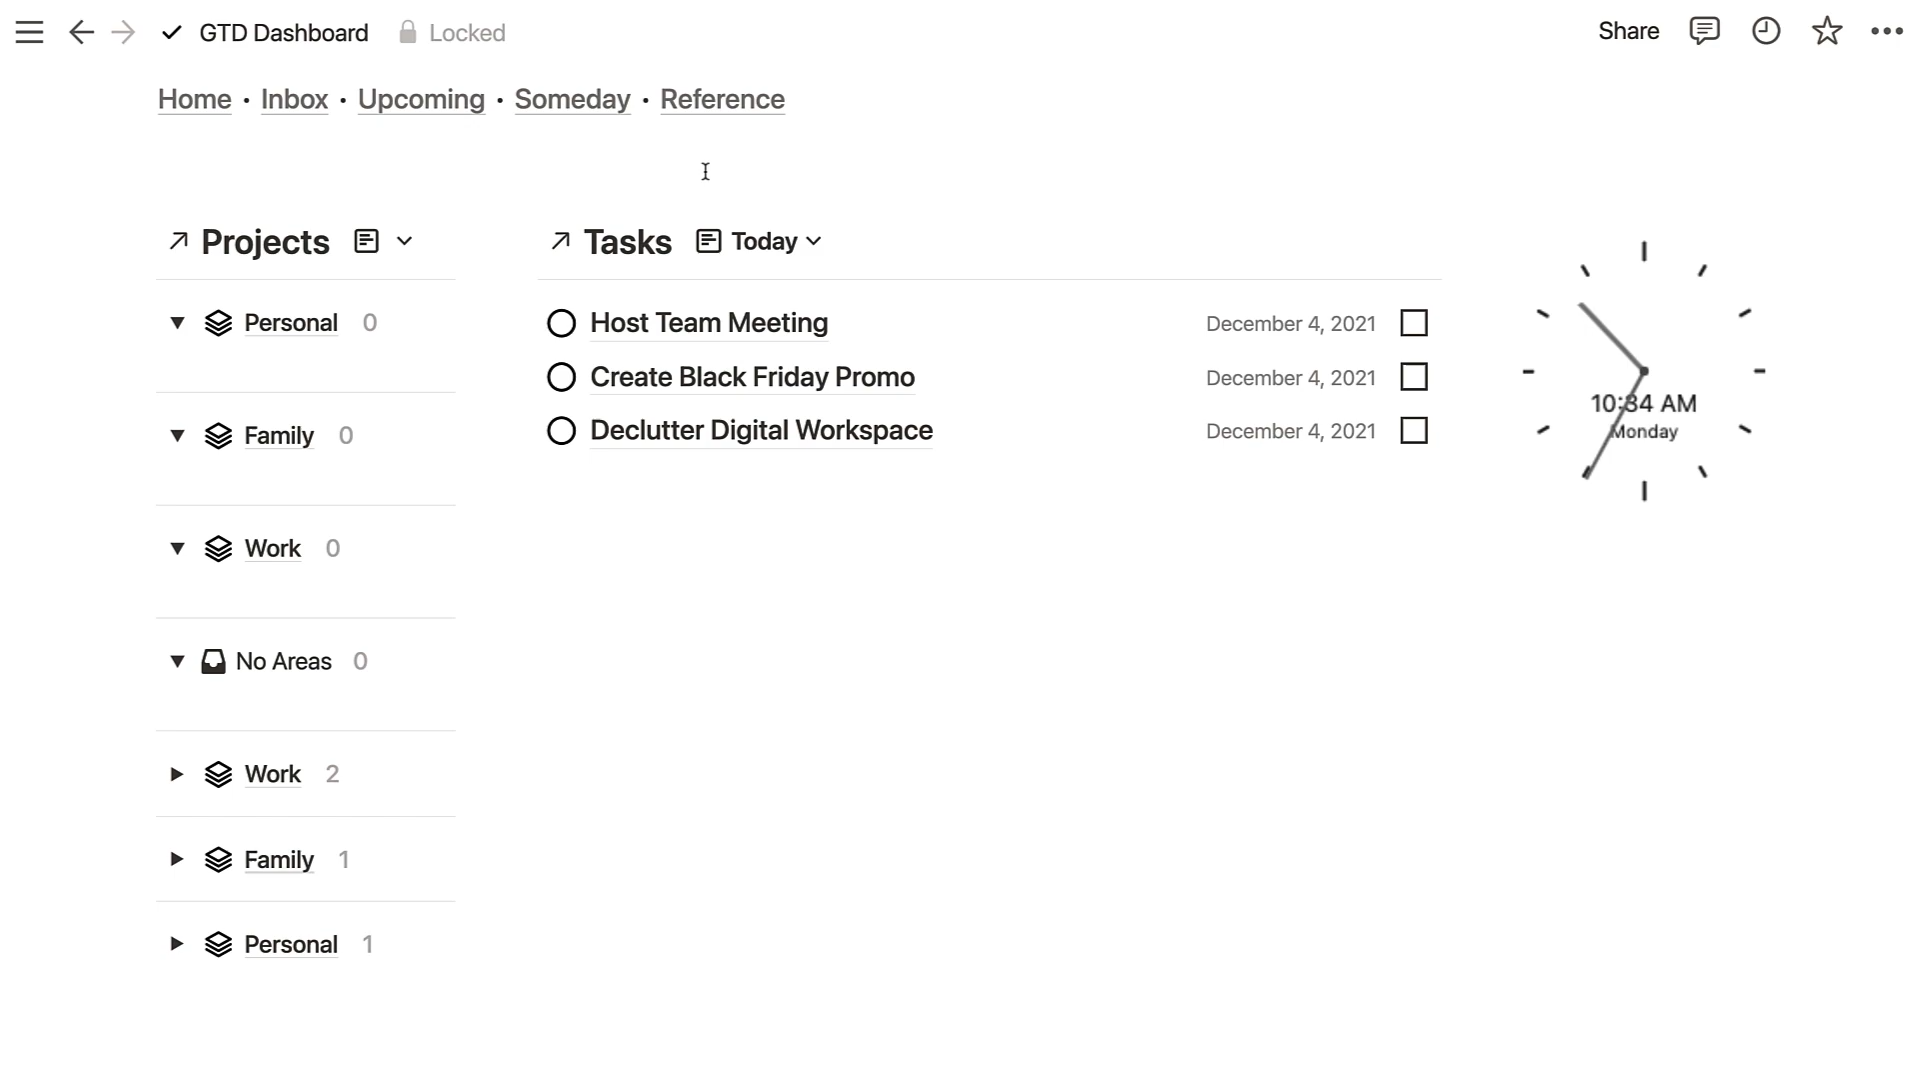 GTD Dashboard Locked Share
Home • Inbox • Upcoming • Someday • Reference
Projects
Personal 0
Family 0
Work 0
No Areas 0
Work 2
Family 1
Personal 1
Tasks Today
Host Team Meeting December 4, 2021
Create Black Friday Promo December 4, 2021
Declutter Digital Workspace December 4, 2021
10:34 AM
Monday